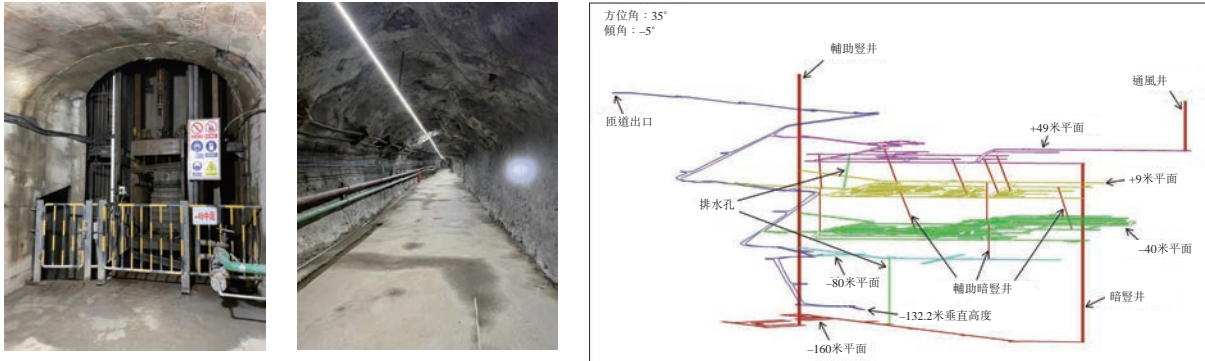 +49中段
方位角：35°
傾角：–5°
輔助豎井
通風井
匝道出口
+49米平面
+9米平面
排水孔
–40米平面
–80米平面
輔助暗豎井
暗豎井
–132.2米垂直高度
–160米平面